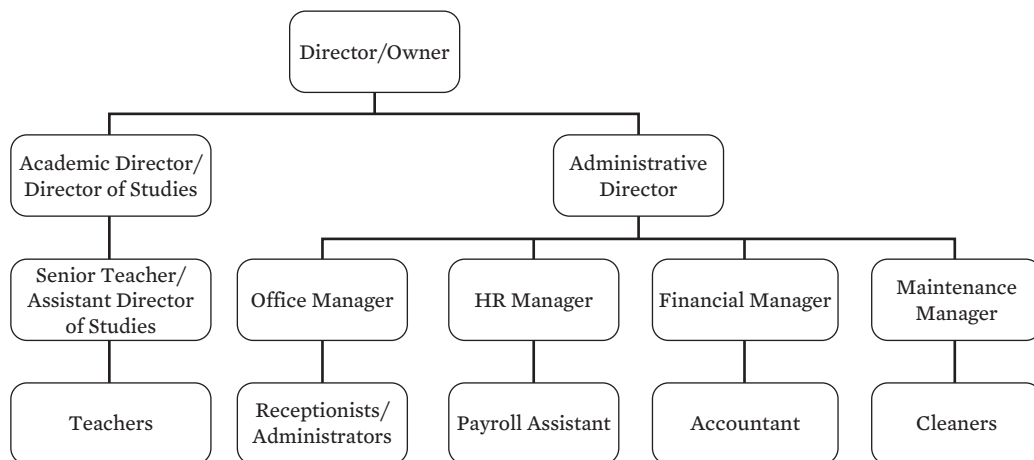 Director/Owner
Academic Director/
Director of Studies
Administrative
Director
Senior Teacher/
Assistant Director
of Studies
Office Manager
HR Manager
Financial Manager
Maintenance
Manager
Teachers
Receptionists/
Administrators
Payroll Assistant
Accountant
Cleaners